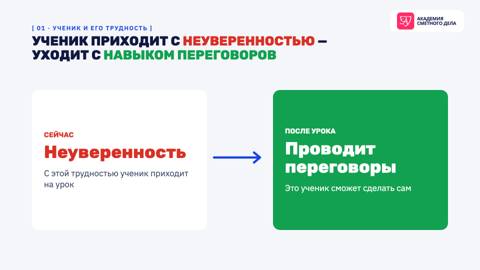 [ 01 · УЧЕНИК И ЕГО ТРУДНОСТЬ ]
АКАДЕМИЯ
СМЕТНОГО ДЕЛА
УЧЕНИК ПРИХОДИТ С НЕУВЕРЕННОСТЬЮ —
УХОДИТ С НАВЫКОМ ПЕРЕГОВОРОВ
СЕЙЧАС
Неуверенность
С этой трудностью ученик приходит
на урок
ПОСЛЕ УРОКА
Проводит
переговоры
Это ученик сможет сделать сам